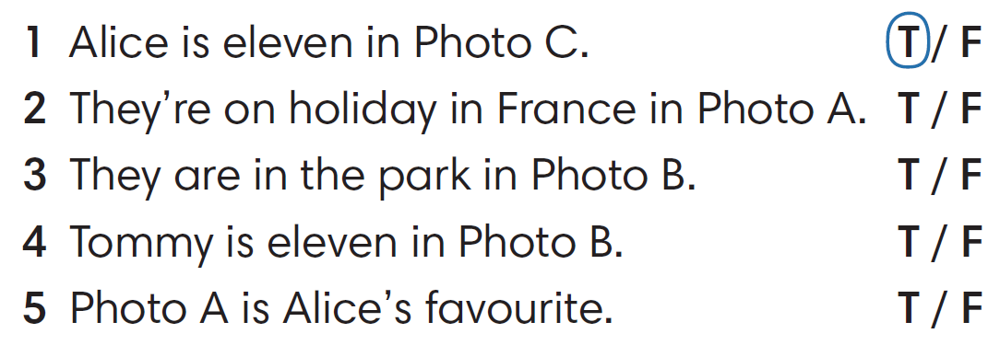 1 Alice is eleven in Photo C. T / F
2 They’re on holiday in France in Photo A. T / F
3 They are in the park in Photo B. T / F
4 Tommy is eleven in Photo B. T / F
5 Photo A is Alice’s favourite. T / F